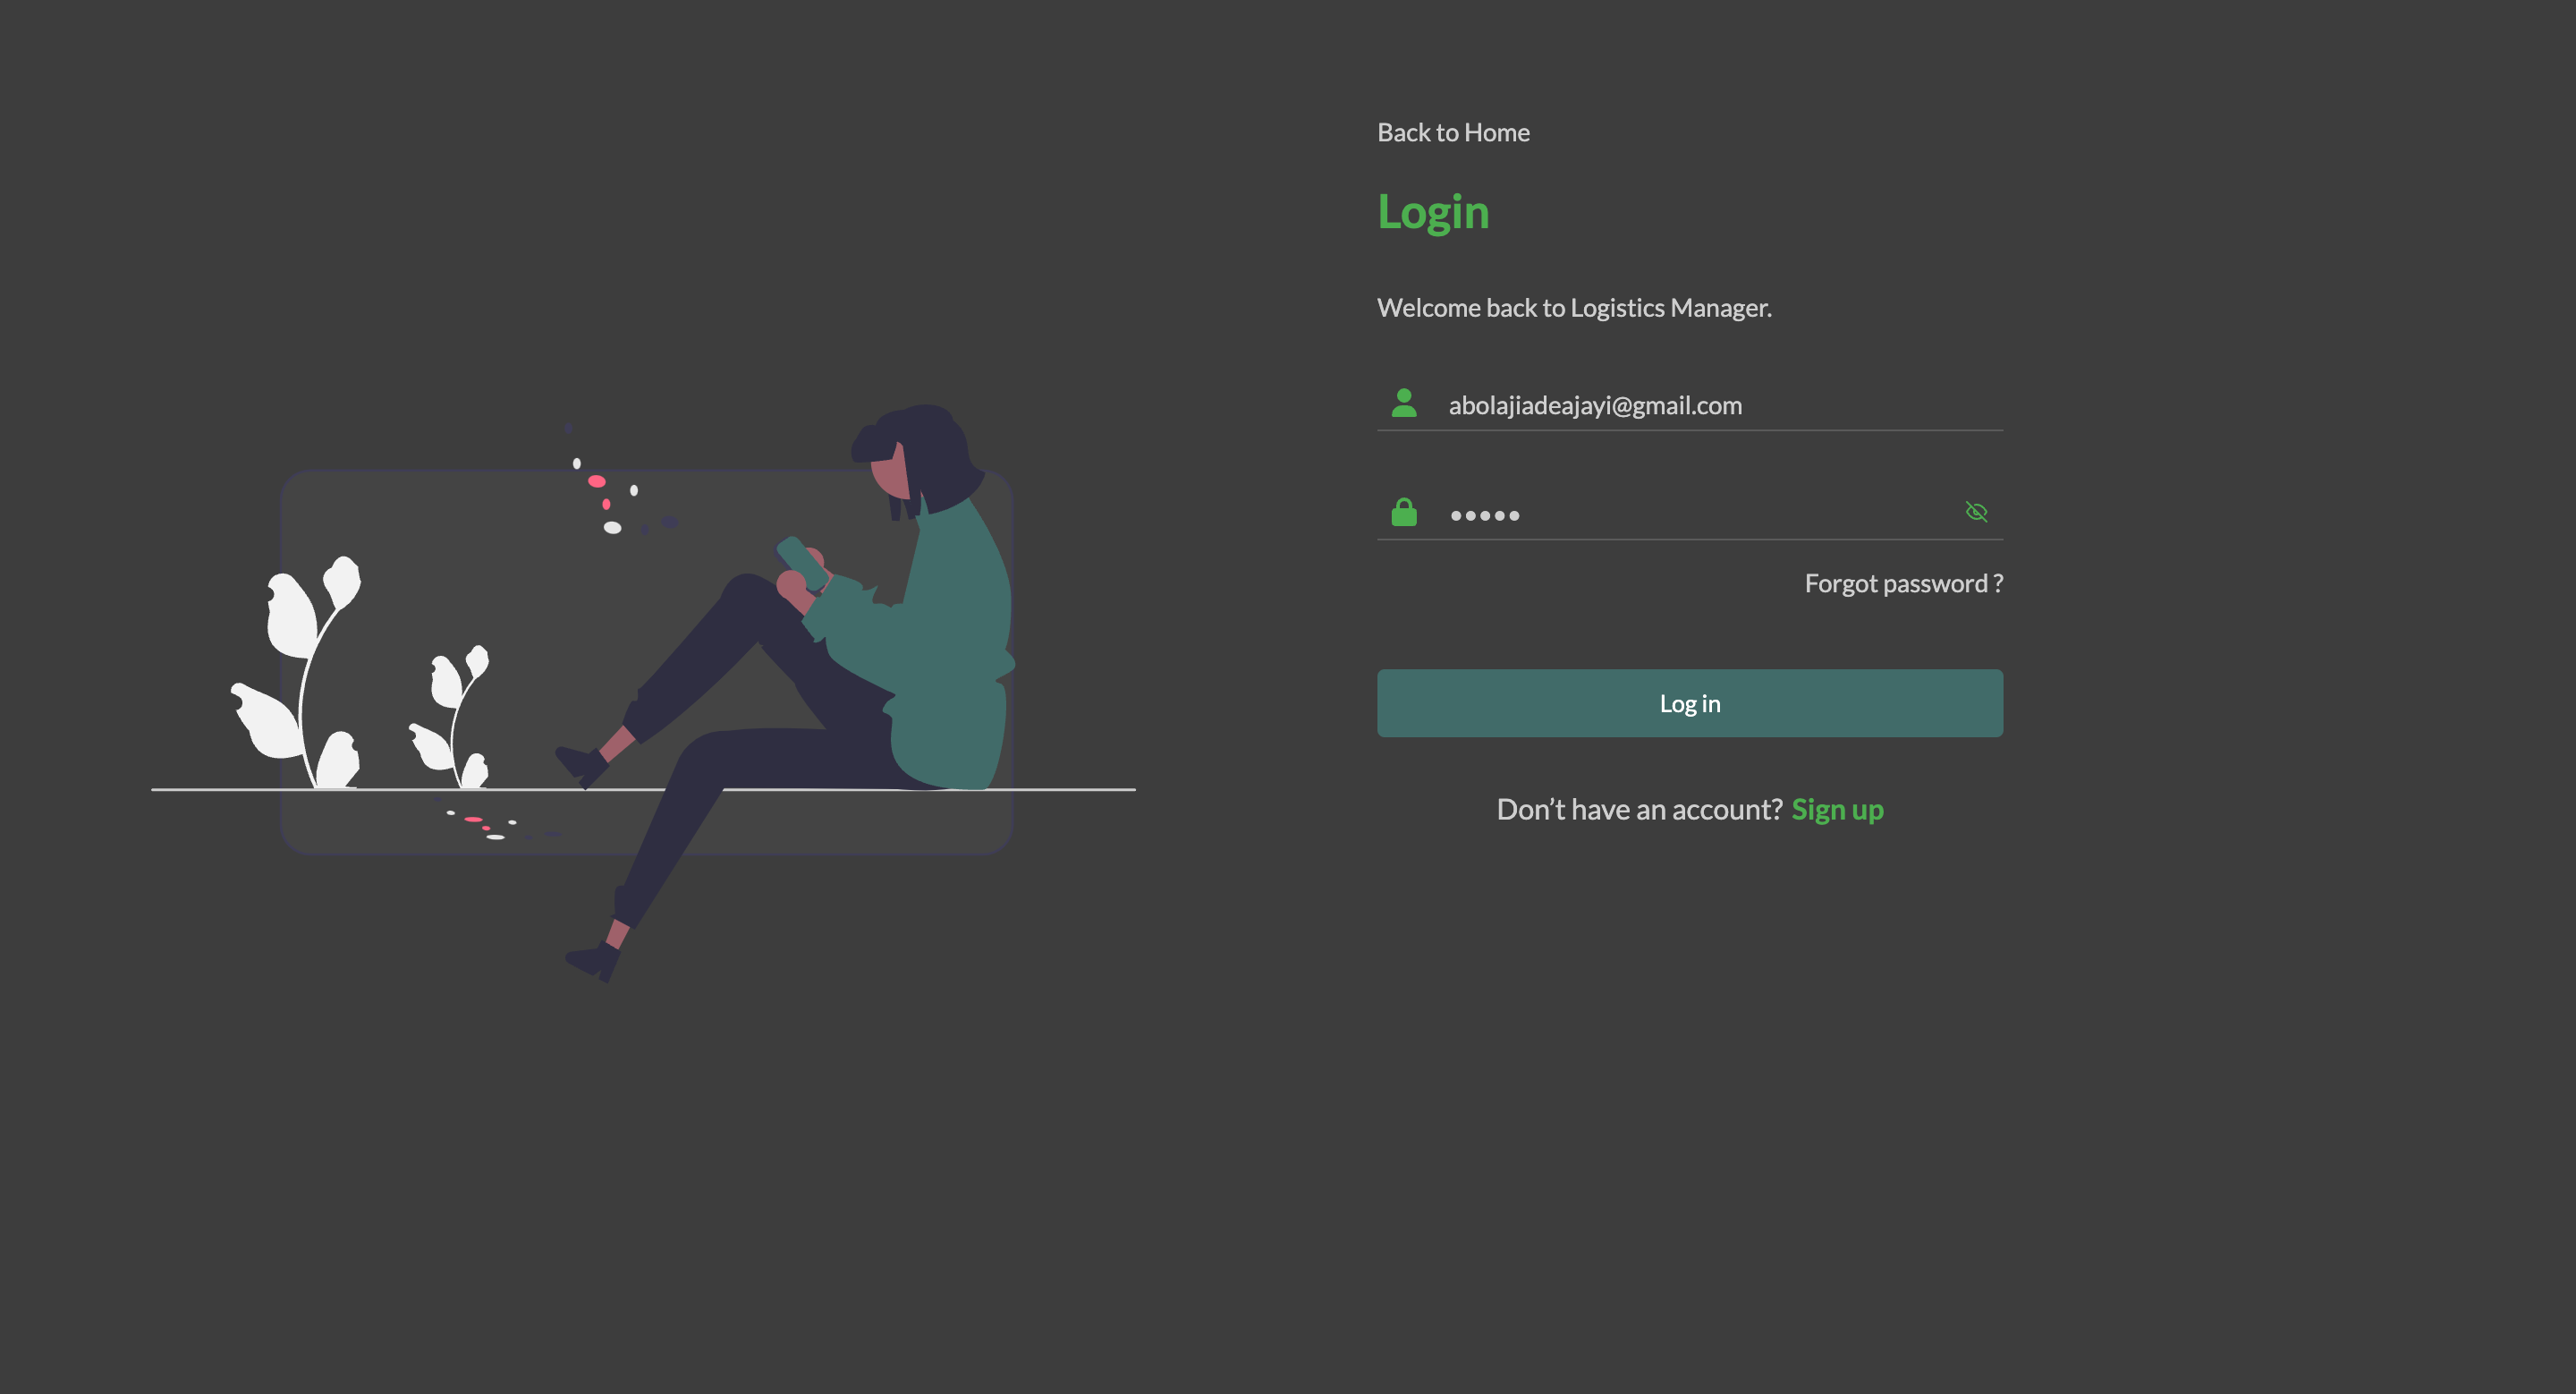 Back to Home
Login
Welcome back to Logistics Manager.
abolajiadeajayi@gmail.com
•••••
Forgot password ?
Log in
Don’t have an account? Sign up